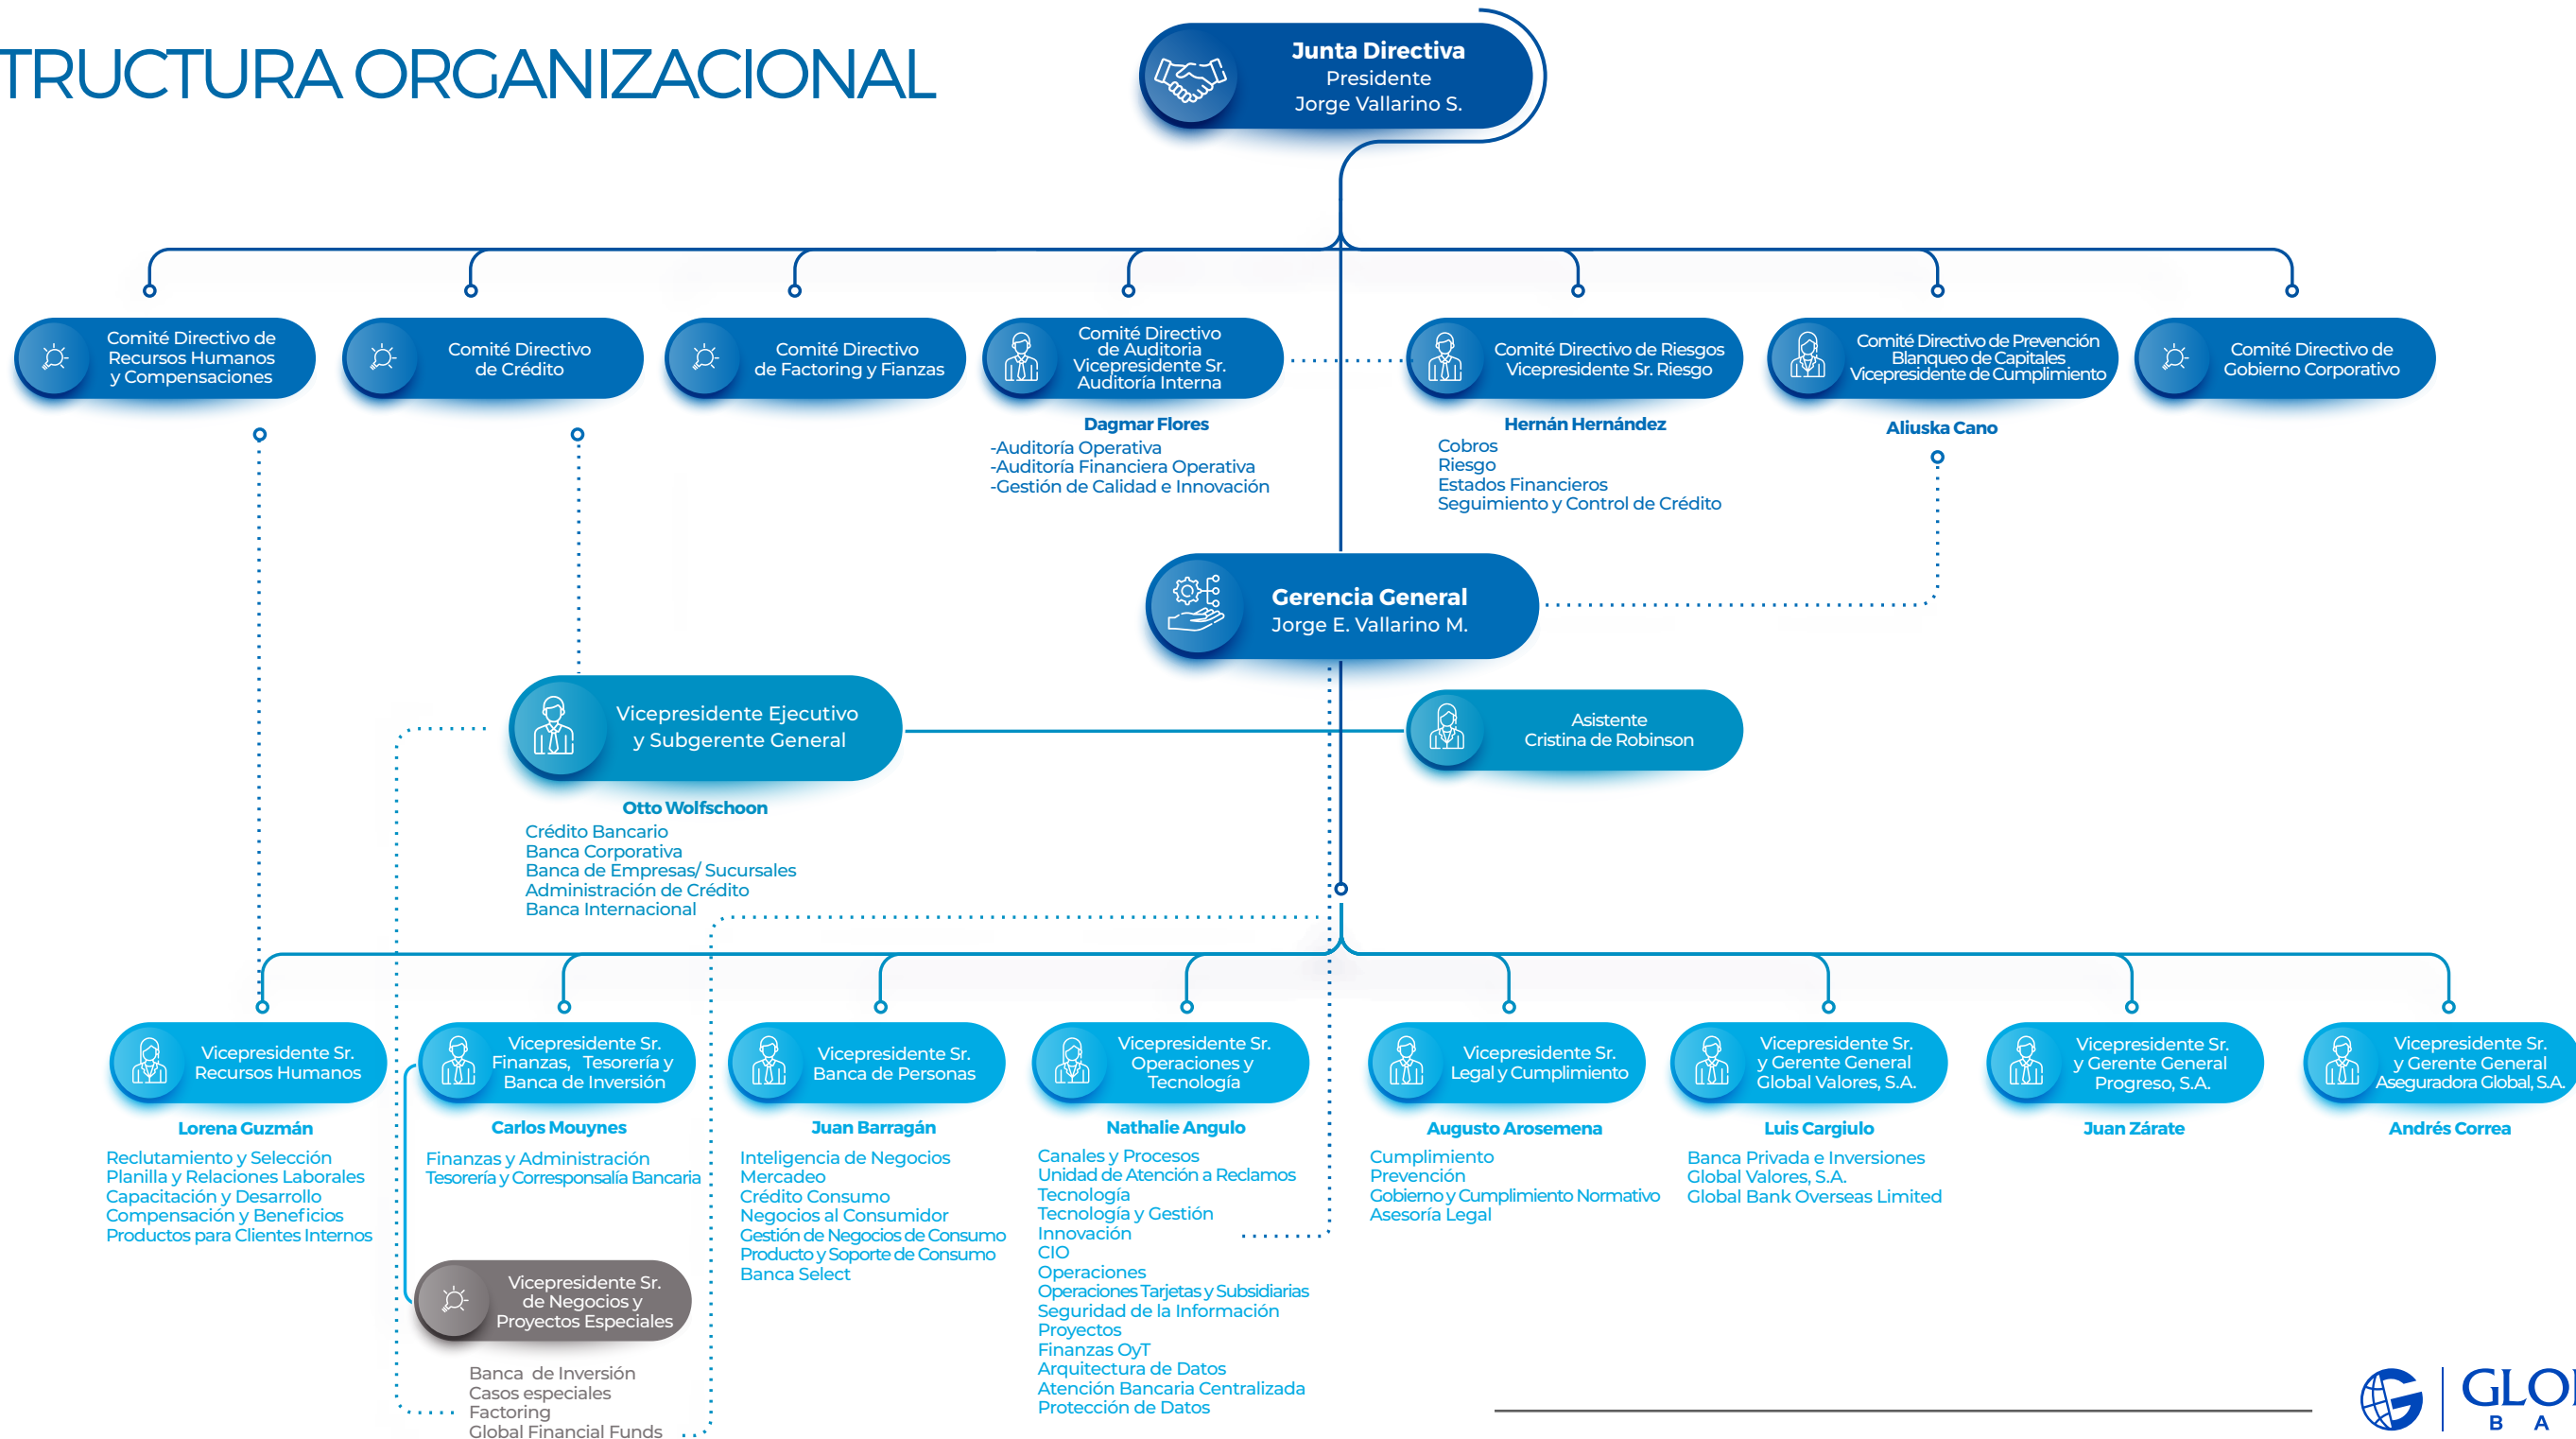 TRUCTURA ORGANIZACIONAL
Junta Directiva
Presidente
Jorge Vallarino S.
Comité Directivo de
Recursos Humanos
y Compensaciones
Comité Directivo
de Crédito
Comité Directivo
de Factoring y Fianzas
Comité Directivo
de Auditoria
Vicepresidente Sr.
Auditoría Interna
Dagmar Flores
-Auditoría Operativa
-Auditoría Financiera Operativa
-Gestión de Calidad e Innovación
Comité Directivo de Riesgos
Vicepresidente Sr. Riesgo
Hernán Hernández
Cobros
Riesgo
Estados Financieros
Seguimiento y Control de Crédito
Comité Directivo de Prevención
Blanqueo de Capitales
Vicepresidente de Cumplimiento
Aliuska Cano
Comité Directivo de
Gobierno Corporativo
Gerencia General
Jorge E. Vallarino M.
Vicepresidente Ejecutivo
y Subgerente General
Otto Wolfschoon
Crédito Bancario
Banca Corporativa
Banca de Empresas/ Sucursales
Administración de Crédito
Banca Internacional
Asistente
Cristina de Robinson
Vicepresidente Sr.
Recursos Humanos
Lorena Guzmán
Reclutamiento y Selección
Planilla y Relaciones Laborales
Capacitación y Desarrollo
Compensación y Beneficios
Productos para Clientes Internos
Vicepresidente Sr.
Finanzas, Tesorería y
Banca de Inversión
Carlos Mouynes
Finanzas y Administración
Tesorería y Corresponsalía Bancaria
Vicepresidente Sr.
de Negocios y
Proyectos Especiales
Banca de Inversión
Casos especiales
Factoring
Global Financial Funds
Vicepresidente Sr.
Banca de Personas
Juan Barragán
Inteligencia de Negocios
Mercadeo
Crédito Consumo
Negocios al Consumidor
Gestión de Negocios de Consumo
Producto y Soporte de Consumo
Banca Select
Vicepresidente Sr.
Operaciones y
Tecnología
Nathalie Angulo
Canales y Procesos
Unidad de Atención a Reclamos
Tecnología
Tecnología y Gestión
Innovación
CIO
Operaciones
Operaciones Tarjetas y Subsidiarias
Seguridad de la Información
Proyectos
Finanzas OyT
Arquitectura de Datos
Atención Bancaria Centralizada
Protección de Datos
Vicepresidente Sr.
Legal y Cumplimiento
Augusto Arosemena
Cumplimiento
Prevención
Gobierno y Cumplimiento Normativo
Asesoría Legal
Vicepresidente Sr.
y Gerente General
Global Valores, S.A.
Luis Cargiulo
Banca Privada e Inversiones
Global Valores, S.A.
Global Bank Overseas Limited
Vicepresidente Sr.
y Gerente General
Progreso, S.A.
Juan Zárate
Vicepresidente Sr.
y Gerente General
Aseguradora Global, S.A.
Andrés Correa
GLO
B A